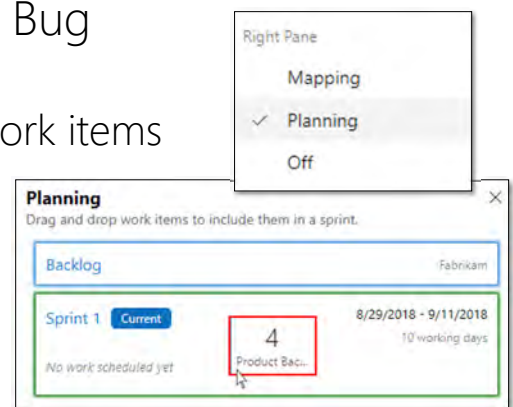 Bug
ork items
Right Pane
Mapping
Planning
Off
Planning
Drag and drop work items to include them in a sprint.
Backlog
Fabrikam
Sprint 1 Current
8/29/2018 - 9/11/2018
10 working days
4
Product Bac...
No work scheduled yet